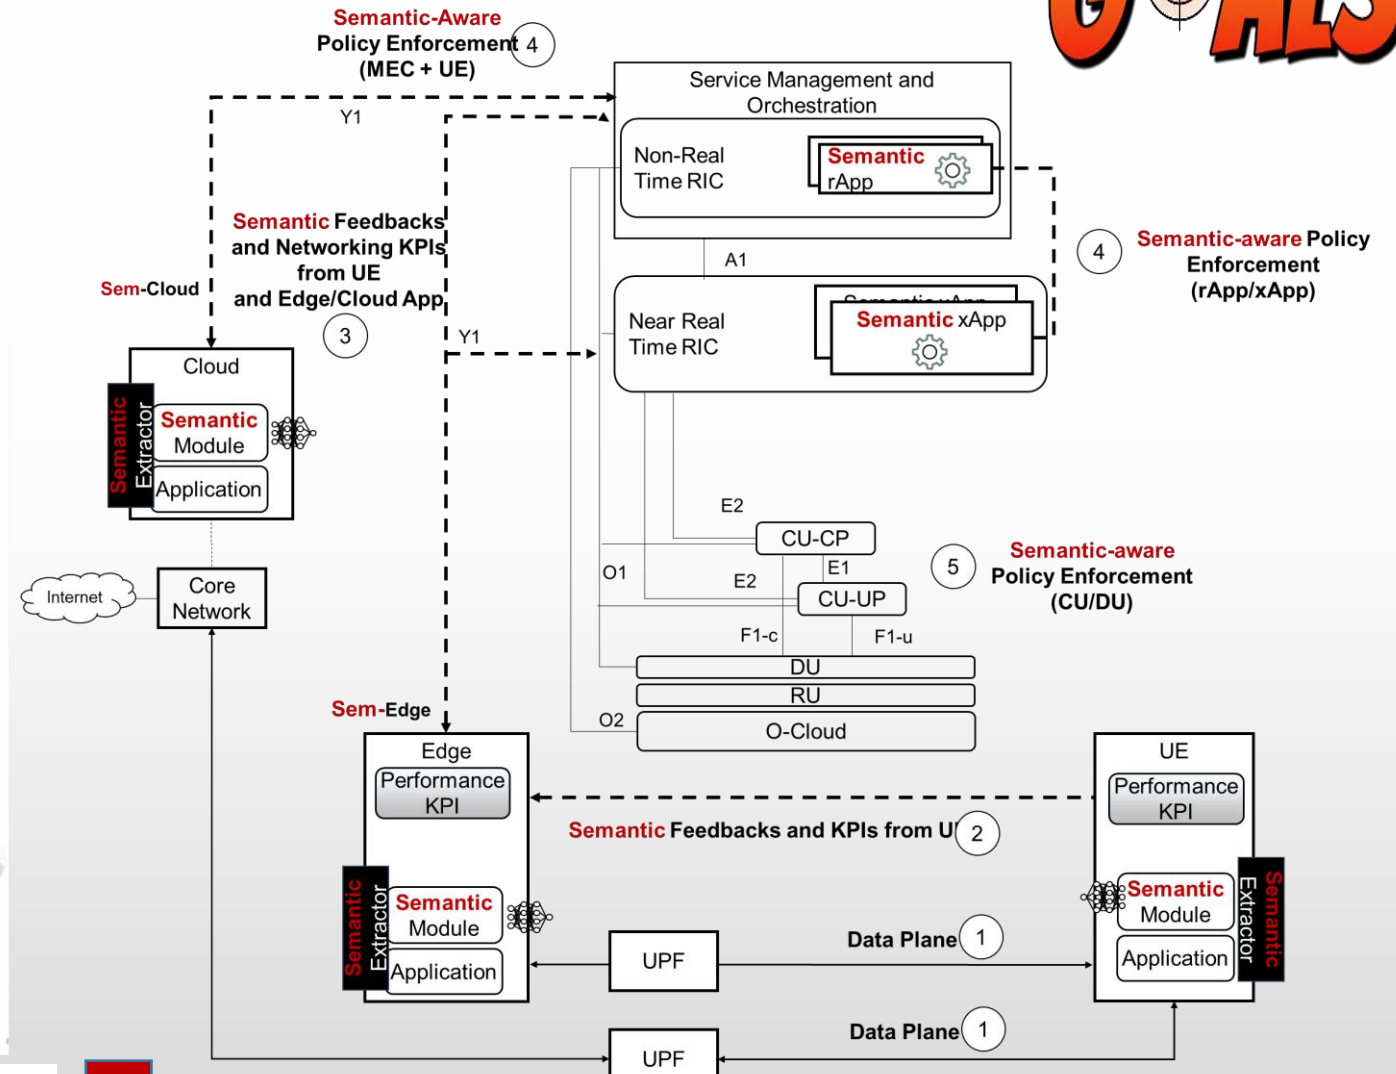 GOALS
Semantic-Aware
Policy Enforcement
(MEC + UE)
4
Y1
Service Management and
Orchestration
Non-Real
Time RIC
Semantic
rApp
Semantic Feedbacks
and Networking KPIs
from UE
and Edge/Cloud App
3
Sem-Cloud
A1
4
Semantic-aware Policy
Enforcement
(rApp/xApp)
Y1
Near Real
Time RIC
Semantic xApp
Semantic xApp
Cloud
Semantic
Extractor
Semantic
Module
Application
Internet
Core
Network
E2
CU-CP
O1
E2
E1
CU-UP
5
Semantic-aware
Policy Enforcement
(CU/DU)
F1-c
F1-u
DU
RU
O2
O-Cloud
Sem-Edge
Edge
Performance
KPI
Semantic
Extractor
Semantic
Module
Application
UE
Performance
KPI
Semantic Feedbacks and KPIs from U
2
Semantic
Module
Application
Semantic
Extractor
UPF
Data Plane
1
UPF
Data Plane
1